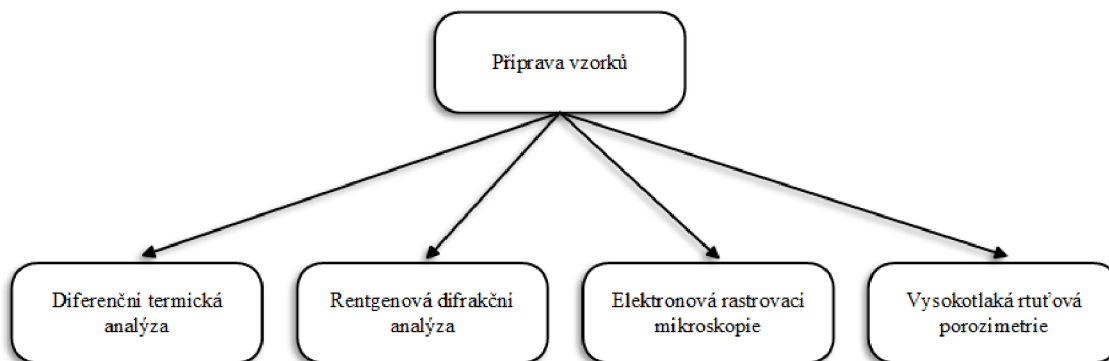 Příprava vzorků
Diferenční termická
analýza
Rentgenová difrakční
analýza
Elektronová rastrovací
mikroskopie
Vysokotlaká rtuťová
porozimetrie